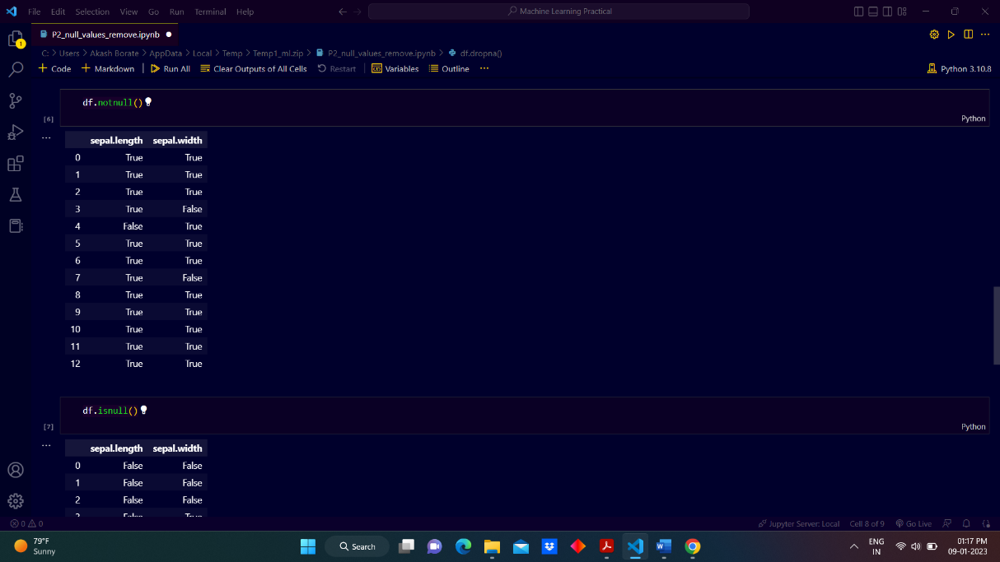 File Edit Selection View Go Run Terminal Help
Machine Learning Practical
P2_null_values_remove.ipynb
C: > Users > Akash Borate > AppData > Local > Temp > Temp1_ml.zip > P2_null_values_remove.ipynb > df.dropna()
+ Code + Markdown | Run All Clear Outputs of All Cells Restart | Variables Outline ...
Python 3.10.8
df.notnull()
[6]
Python
...
sepal.length sepal.width
0 True True
1 True True
2 True True
3 True False
4 False True
5 True True
6 True True
7 True False
8 True True
9 True True
10 True True
11 True True
12 True True
df.isnull()
[7]
Python
...
sepal.length sepal.width
0 False False
1 False False
2 False False
3 False True
1
0 0
Jupyter Server: Local Cell 8 of 9 Go Live
79°F
Sunny
Search
ENG
IN
01:17 PM
09-01-2023